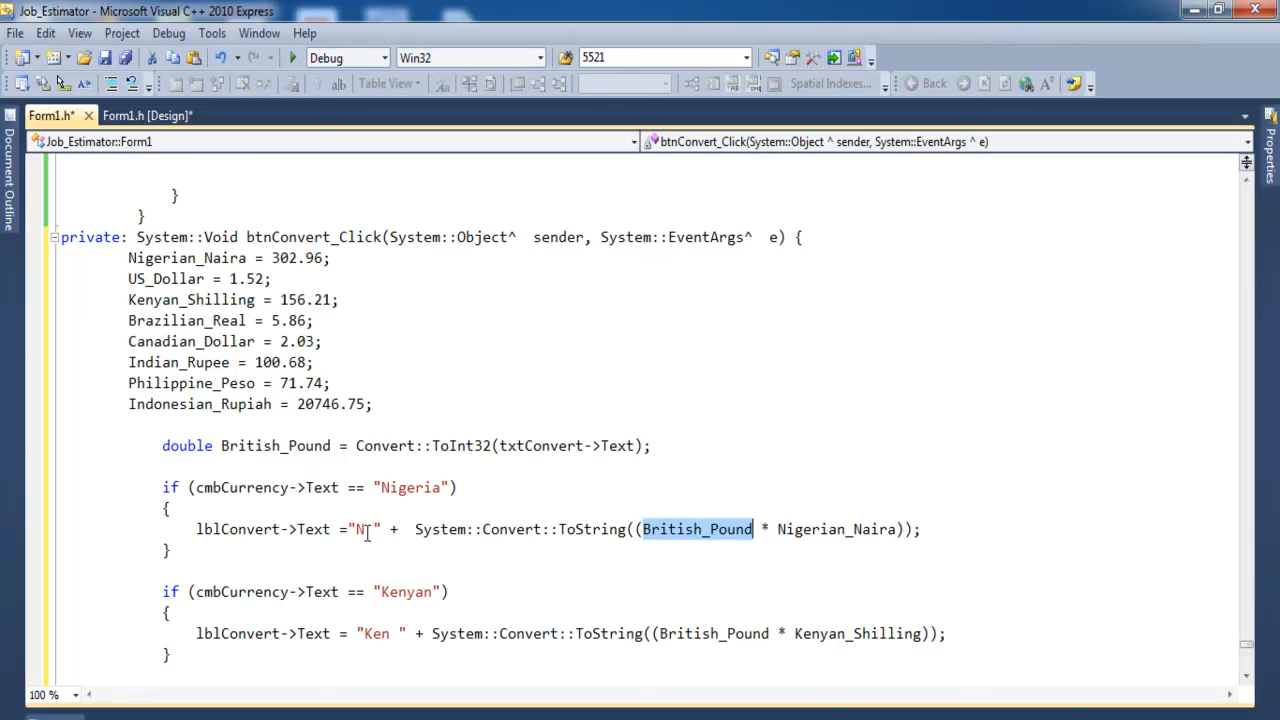 Job_Estimator - Microsoft Visual C++ 2010 Express
File Edit View Project Debug Tools Window Help
Debug Win32 5521
Table View Spatial Indexes... Back
Form1.h* Form1.h [Design]*
Job_Estimator::Form1 btnConvert_Click(System::Object ^ sender, System::EventArgs ^ e)
Document Outline
Properties
}
}
private: System::Void btnConvert_Click(System::Object^  sender, System::EventArgs^  e) {
Nigerian_Naira = 302.96;
US_Dollar = 1.52;
Kenyan_Shilling = 156.21;
Brazilian_Real = 5.86;
Canadian_Dollar = 2.03;
Indian_Rupee = 100.68;
Philippine_Peso = 71.74;
Indonesian_Rupiah = 20746.75;
double British_Pound = Convert::ToInt32(txtConvert->Text);
if (cmbCurrency->Text == "Nigeria")
{
lblConvert->Text ="N " +  System::Convert::ToString((British_Pound * Nigerian_Naira));
}
if (cmbCurrency->Text == "Kenyan")
{
lblConvert->Text = "Ken " + System::Convert::ToString((British_Pound * Kenyan_Shilling));
}
100 %